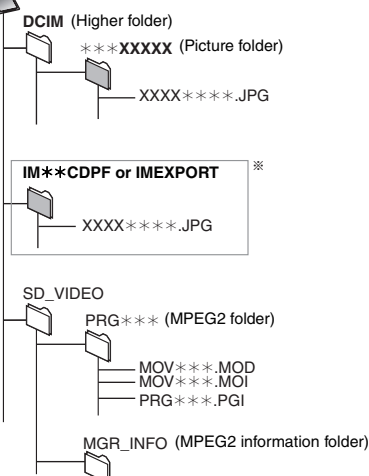 DCIM (Higher folder)
＊＊＊XXXXX (Picture folder)
XXXX＊＊＊＊.JPG
IM＊＊CDPF or IMEXPORT ※
XXXX＊＊＊＊.JPG
SD_VIDEO
PRG＊＊＊ (MPEG2 folder)
MOV＊＊＊.MOD
MOV＊＊＊.MOI
PRG＊＊＊.PGI
MGR_INFO (MPEG2 information folder)